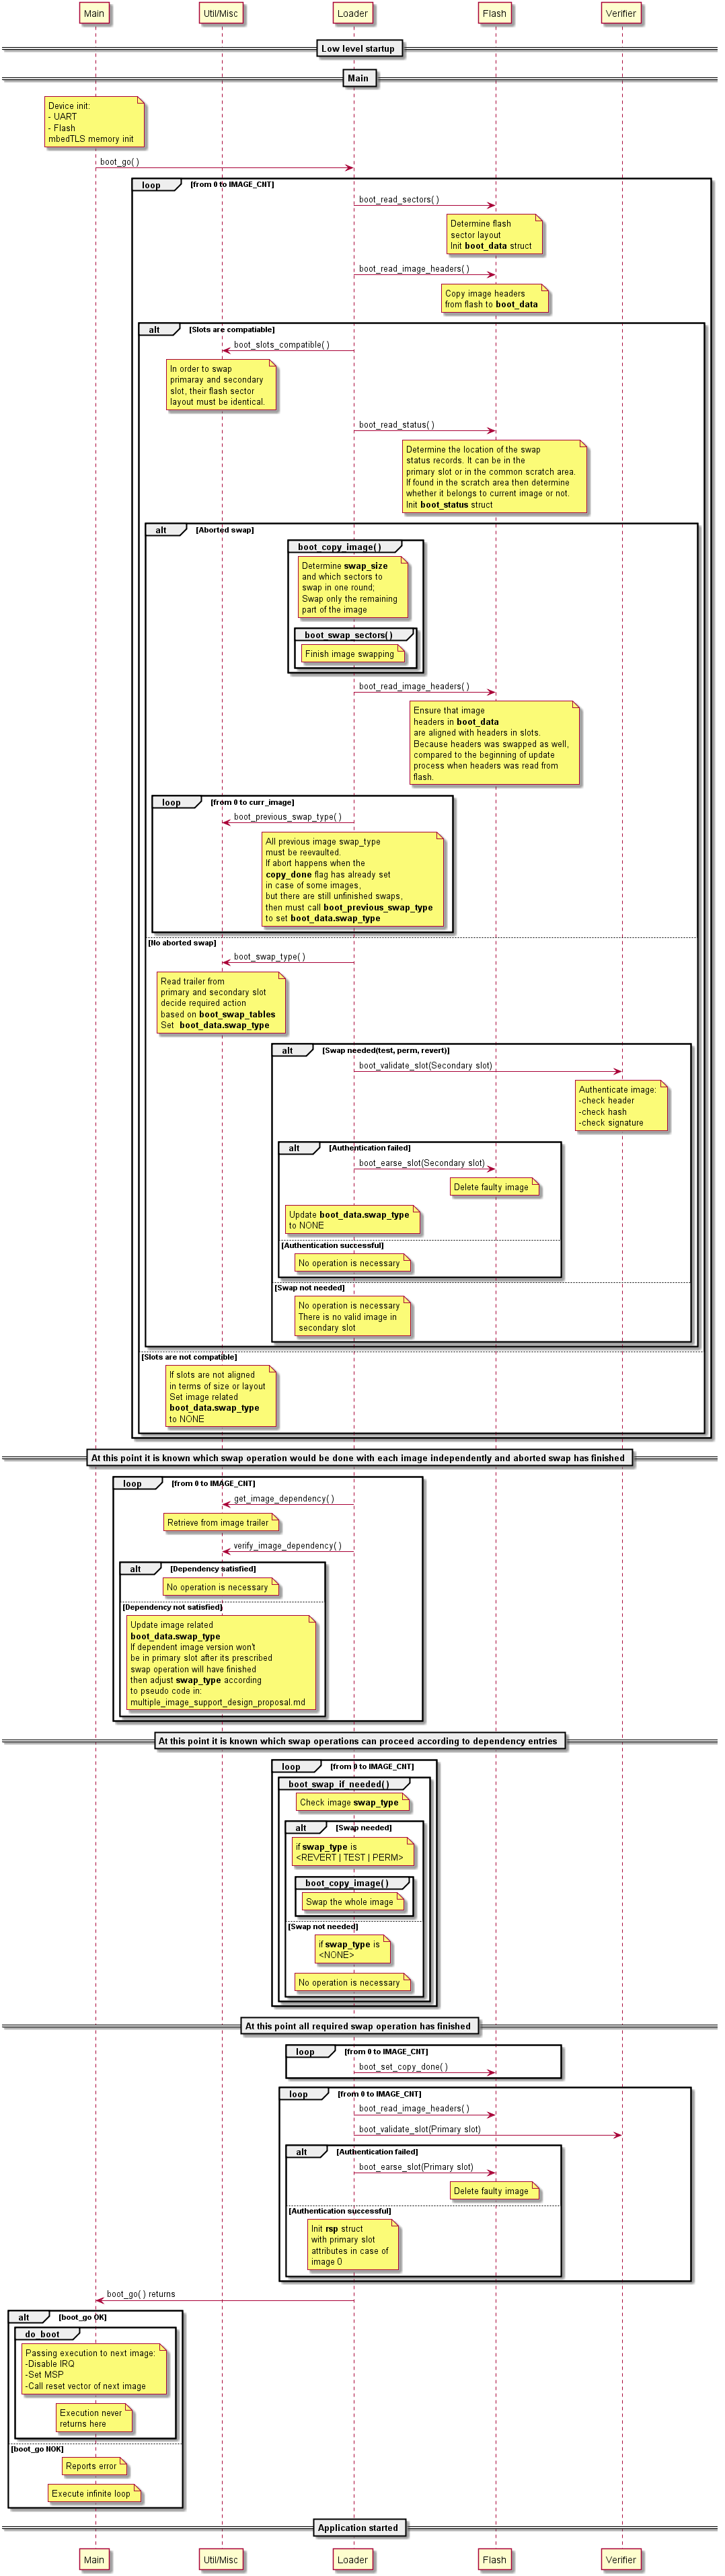 Main
Util/Misc
Loader
Flash
Verifier
Low level startup
Main
Device init:
- UART
- Flash
mbedTLS memory init
boot_go( )
loop
[from 0 to IMAGE_CNT]
boot_read_sectors( )
Determine flash
sector layout
Init boot_data struct
boot_read_image_headers( )
Copy image headers
from flash to boot_data
alt
[Slots are compatiable]
boot_slots_compatible( )
In order to swap
primaray and secondary
slot, their flash sector
layout must be identical.
boot_read_status( )
Determine the location of the swap
status records. It can be in the
primary slot or in the common scratch area.
If found in the scratch area then determine
whether it belongs to current image or not.
Init boot_status struct
alt
[Aborted swap]
boot_copy_image( )
Determine swap_size
and which sectors to
swap in one round;
Swap only the remaining
part of the image
boot_swap_sectors( )
Finish image swapping
boot_read_image_headers( )
Ensure that image
headers in boot_data
are aligned with headers in slots.
Because headers was swapped as well,
compared to the beginning of update
process when headers was read from
flash.
loop
[from 0 to curr_image]
boot_previous_swap_type( )
All previous image swap_type
must be reevaulted.
If abort happens when the
copy_done flag has already set
in case of some images,
but there are still unfinished swaps,
then must call boot_previous_swap_type
to set boot_data.swap_type
[No aborted swap]
boot_swap_type( )
Read trailer from
primary and secondary slot
decide required action
based on boot_swap_tables
Set boot_data.swap_type
alt
[Swap needed(test, perm, revert)]
boot_validate_slot(Secondary slot)
Authenticate image:
-check header
-check hash
-check signature
alt
[Authentication failed]
boot_earse_slot(Secondary slot)
Delete faulty image
Update boot_data.swap_type
to NONE
[Authentication successful]
No operation is necessary
[Swap not needed]
No operation is necessary
There is no valid image in
secondary slot
[Slots are not compatible]
If slots are not aligned
in terms of size or layout
Set image related
boot_data.swap_type
to NONE
At this point it is known which swap operation would be done with each image independently and aborted swap has finished
loop
[from 0 to IMAGE_CNT]
get_image_dependency( )
Retrieve from image trailer
verify_image_dependency( )
alt
[Dependency satisfied]
No operation is necessary
[Dependency not satisfied]
Update image related
boot_data.swap_type
If dependent image version won't
be in primary slot after its prescribed
swap operation will have finished
then adjust swap_type according
to pseudo code in:
multiple_image_support_design_proposal.md
At this point it is known which swap operations can proceed according to dependency entries
loop
[from 0 to IMAGE_CNT]
boot_swap_if_needed( )
Check image swap_type
alt
[Swap needed]
if swap_type is
<REVERT | TEST | PERM>
boot_copy_image( )
Swap the whole image
[Swap not needed]
if swap_type is
<NONE>
No operation is necessary
At this point all required swap operation has finished
loop
[from 0 to IMAGE_CNT]
boot_set_copy_done( )
loop
[from 0 to IMAGE_CNT]
boot_read_image_headers( )
boot_validate_slot(Primary slot)
alt
[Authentication failed]
boot_earse_slot(Primary slot)
Delete faulty image
[Authentication successful]
Init rsp struct
with primary slot
attributes in case of
image 0
boot_go( ) returns
alt
[boot_go OK]
do_boot
Passing execution to next image:
-Disable IRQ
-Set MSP
-Call reset vector of next image
Execution never
returns here
[boot_go NOK]
Reports error
Execute infinite loop
Application started
Main
Util/Misc
Loader
Flash
Verifier